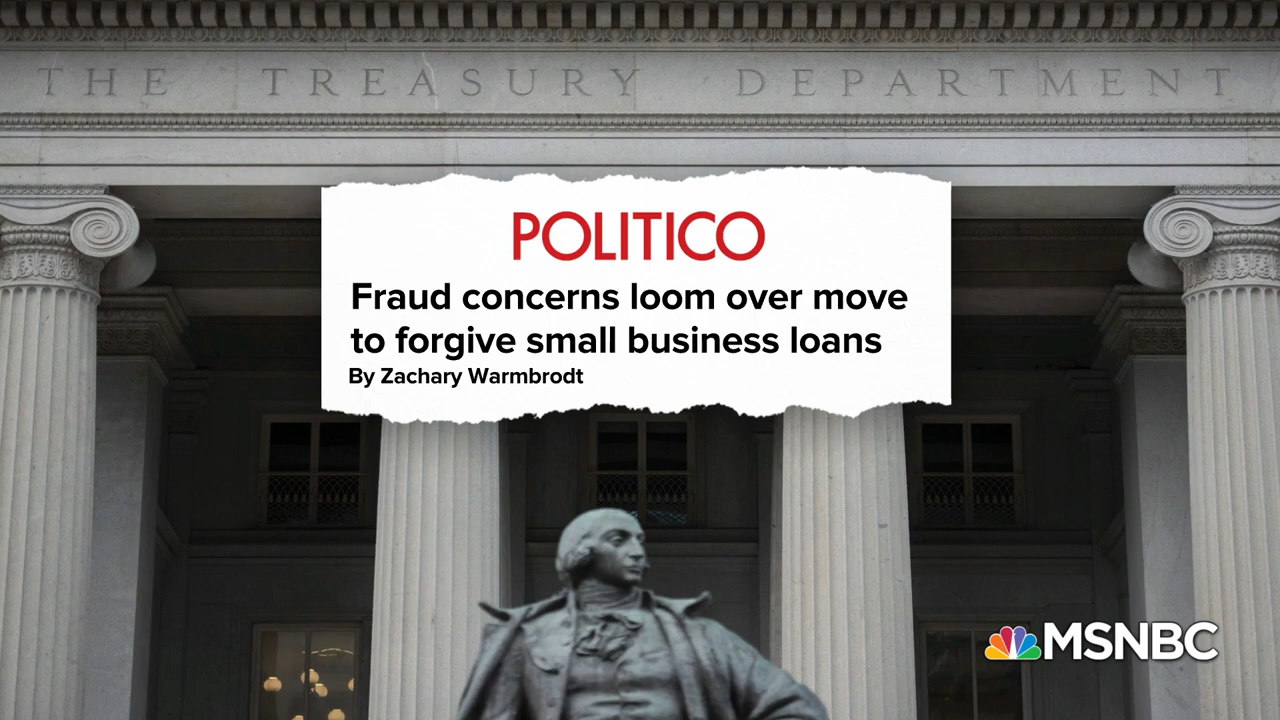 THE TREASURY DEPARTMENT
POLITICO
Fraud concerns loom over move
to forgive small business loans
By Zachary Warmbrodt
MSNBC